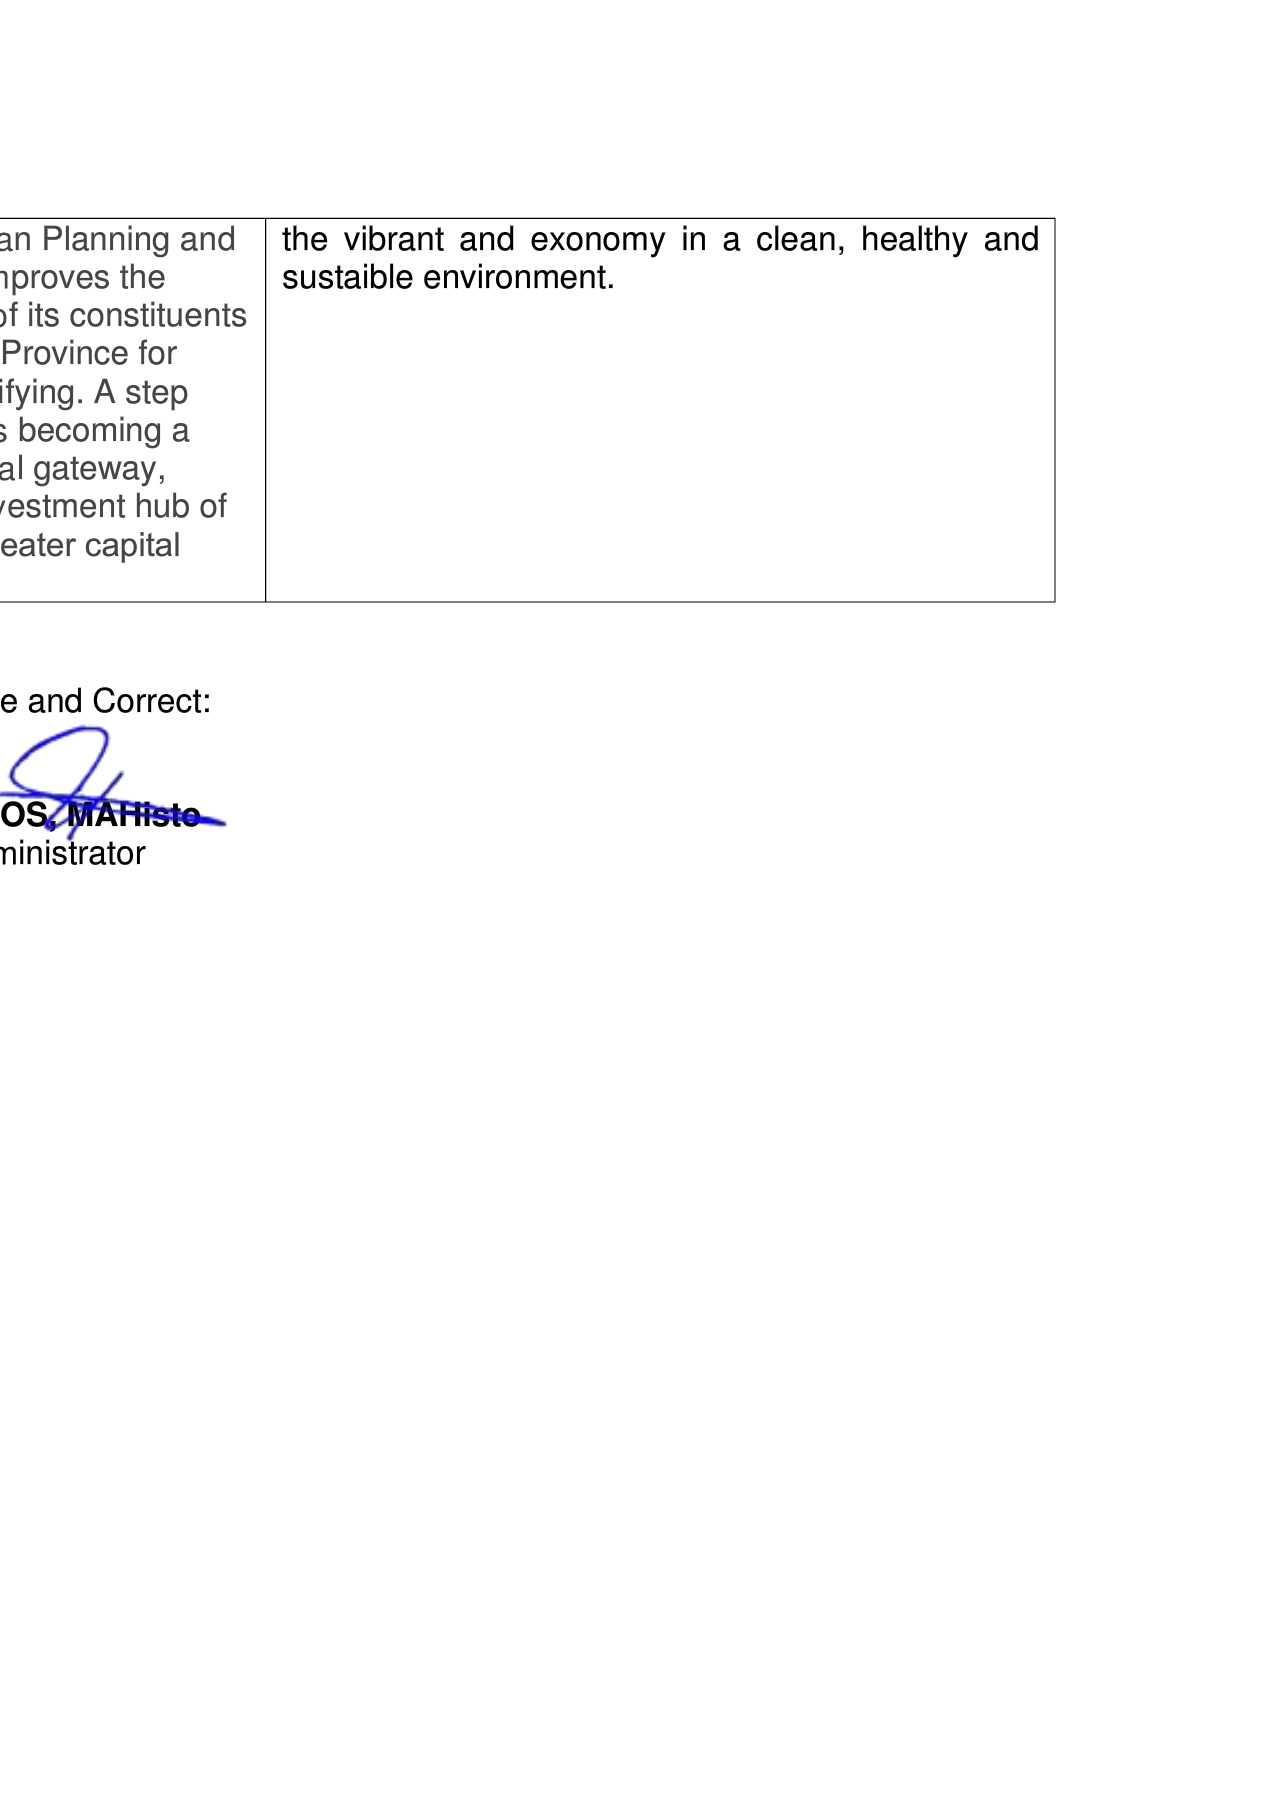 an Planning and
mproves the
of its constituents
Province for
ifying. A step
s becoming a
al gateway,
vestment hub of
eater capital
the vibrant and exonomy in a clean, healthy and
sustaible environment.
e and Correct:
OS, MAHisto
ministrator